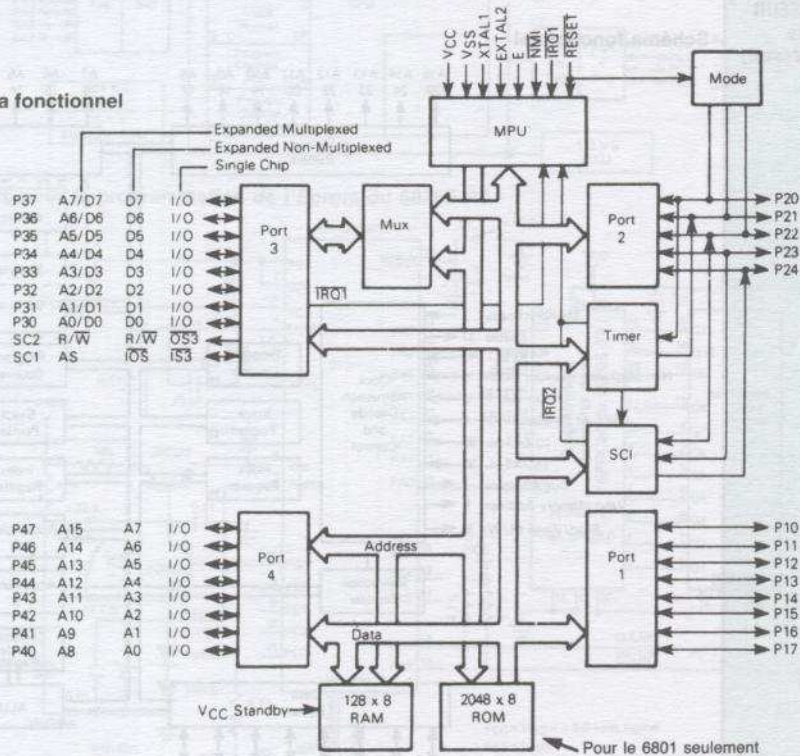 Schéma fonctionnel
a fonctionnel
VCC
VSS
XTAL1
EXTAL2
E
NMI
IRQ1
RESET
Mode
MPU
Expanded Multiplexed
Expanded Non-Multiplexed
Single Chip
P37 A7/D7 D7 I/O
P36 A6/D6 D6 I/O
P35 A5/D5 D5 I/O
P34 A4/D4 D4 I/O
P33 A3/D3 D3 I/O
P32 A2/D2 D2 I/O
P31 A1/D1 D1 I/O
P30 A0/D0 D0 I/O
SC2 R/W̅ R/W̅ O̅S̅3̅
SC1 AS I̅O̅S̅ I̅S̅3̅
Port
3
Mux
IRQ1
Port
2
P20
P21
P22
P23
P24
Timer
IRQ2
SCI
P47 A15 A7 I/O
P46 A14 A6 I/O
P45 A13 A5 I/O
P44 A12 A4 I/O
P43 A11 A3 I/O
P42 A10 A2 I/O
P41 A9 A1 I/O
P40 A8 A0 I/O
Port
4
Address
Data
Port
1
P10
P11
P12
P13
P14
P15
P16
P17
VCC Standby
128 x 8
RAM
2048 x 8
ROM
Pour le 6801 seulement